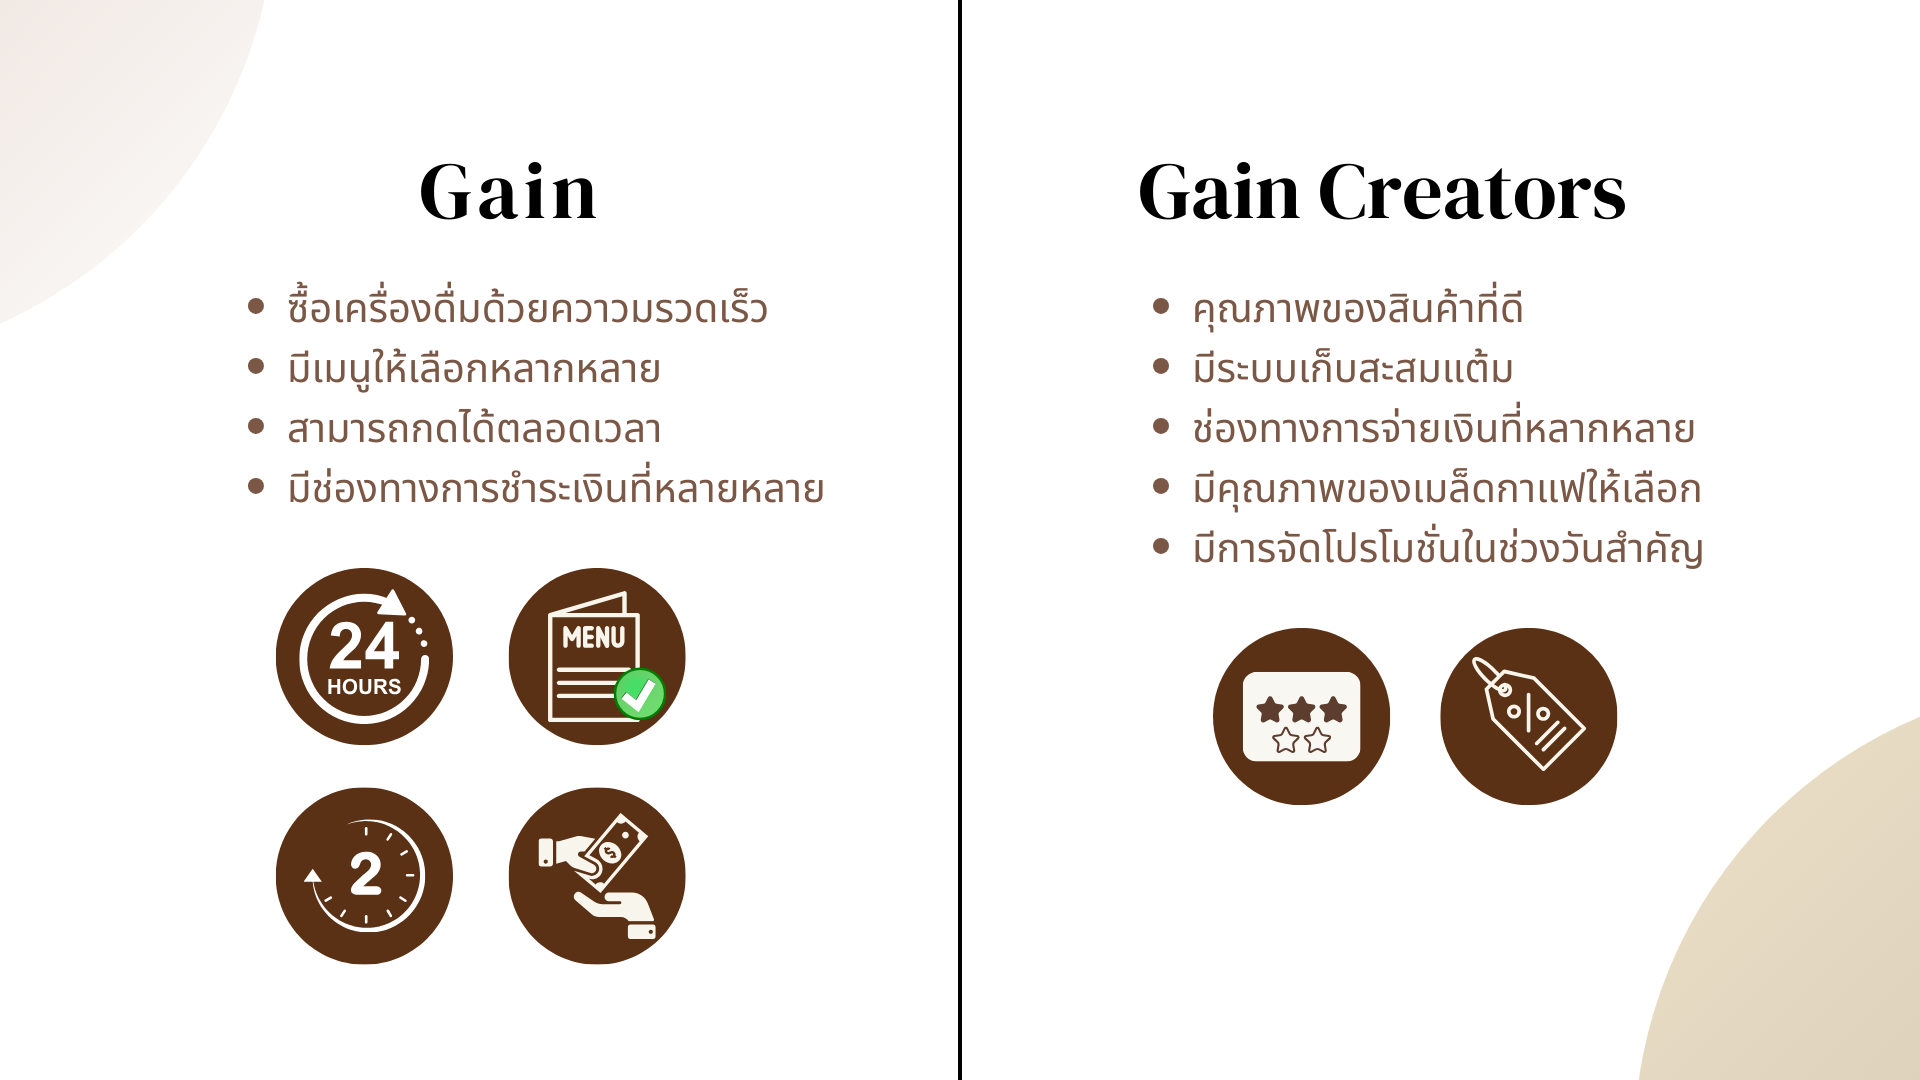 Gain
ซื้อเครื่องดื่มด้วยควาวมรวดเร็ว
มีเมนูให้เลือกหลากหลาย
สามารถกดได้ตลอดเวลา
มีช่องทางการชำระเงินที่หลายหลาย
24
HOURS
MENU
2
$
Gain Creators
คุณภาพของสินค้าที่ดี
มีระบบเก็บสะสมแต้ม
ช่องทางการจ่ายเงินที่หลากหลาย
มีคุณภาพของเมล็ดกาแฟให้เลือก
มีการจัดโปรโมชั่นในช่วงวันสำคัญ
%